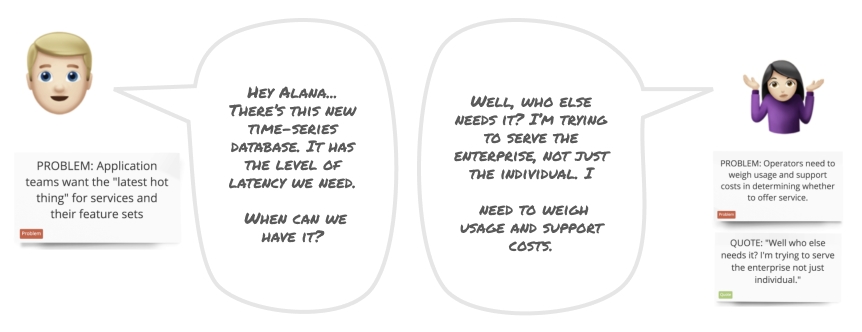 HEY ALANA...
THERE'S THIS NEW
TIME-SERIES
DATABASE. IT HAS
THE LEVEL OF
LATENCY WE NEED.
WHEN CAN WE
HAVE IT?
PROBLEM: Application
teams want the "latest hot
thing" for services and
their feature sets
Problem
WELL, WHO ELSE
NEEDS IT? I'M TRYING
TO SERVE THE
ENTERPRISE, NOT JUST
THE INDIVIDUAL. I
NEED TO WEIGH
USAGE AND SUPPORT
COSTS.
PROBLEM: Operators need to
weigh usage and support
costs in determining whether
to offer service.
Problem
QUOTE: "Well who else
needs it? I'm trying to serve
the enterprise not just
individual."